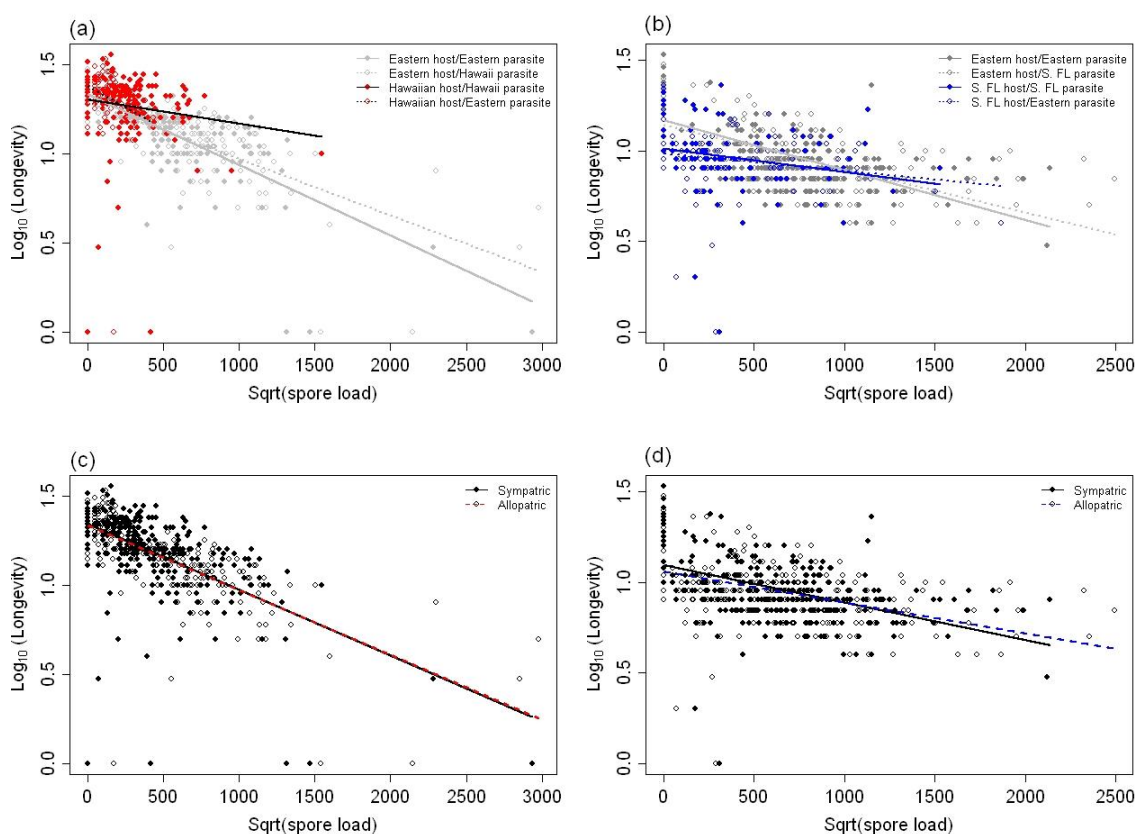 (a)
Eastern host/Eastern parasite
Eastern host/Hawaii parasite
Hawaiian host/Hawaii parasite
Hawaiian host/Eastern parasite
Log10 (Longevity)
1.5
1.0
0.5
0.0
0 500 1000 1500 2000 2500 3000
Sqrt(spore load)
(b)
Eastern host/Eastern parasite
Eastern host/S. FL parasite
S. FL host/S. FL parasite
S. FL host/Eastern parasite
Log10 (Longevity)
1.5
1.0
0.5
0.0
0 500 1000 1500 2000 2500
Sqrt(spore load)
(c)
Sympatric
Allopatric
Log10 (Longevity)
1.5
1.0
0.5
0.0
0 500 1000 1500 2000 2500 3000
Sqrt(spore load)
(d)
Sympatric
Allopatric
Log10 (Longevity)
1.5
1.0
0.5
0.0
0 500 1000 1500 2000 2500
Sqrt(spore load)